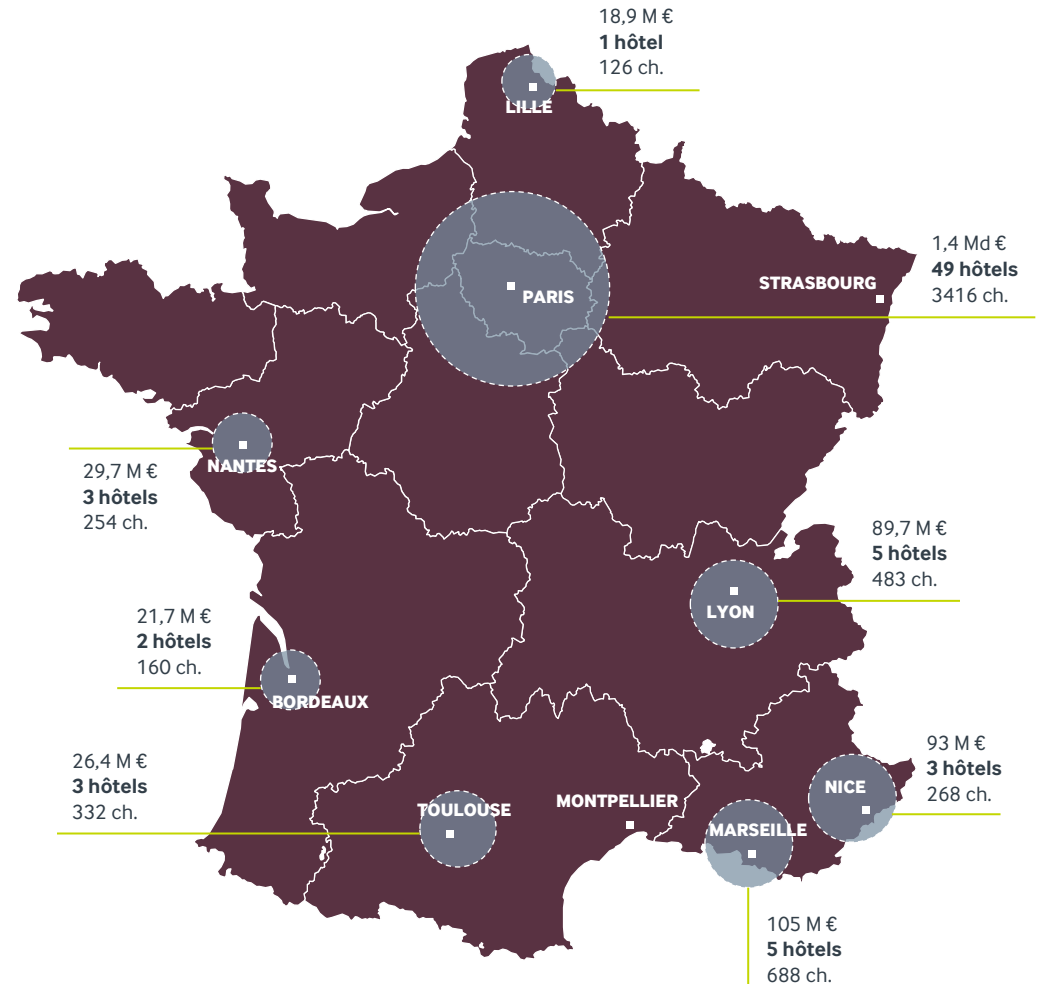 18,9 M €
1 hôtel
126 ch.
LILLE
1,4 Md €
49 hôtels
3416 ch.
STRASBOURG
PARIS
NANTES
29,7 M €
3 hôtels
254 ch.
89,7 M €
5 hôtels
483 ch.
LYON
21,7 M €
2 hôtels
160 ch.
BORDEAUX
26,4 M €
3 hôtels
332 ch.
TOULOUSE
MONTPELLIER
93 M €
3 hôtels
268 ch.
NICE
MARSEILLE
105 M €
5 hôtels
688 ch.